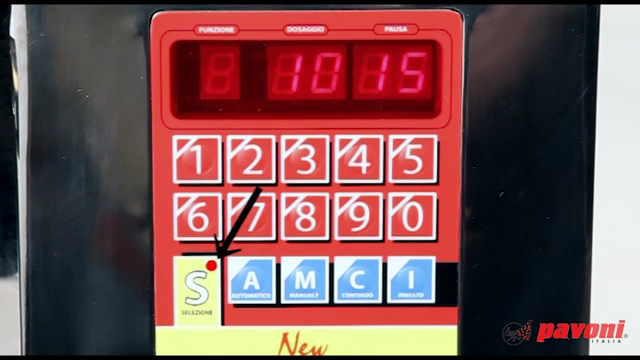 FUNZIONE DOSAGGIO PAUSA
10 15
1 2 3 4 5
6 7 8 9 0
S A M C I
SELEZIONE AUTOMATICO MANUALE CONTINUO INNESTO
New
pavoni
ITALIA